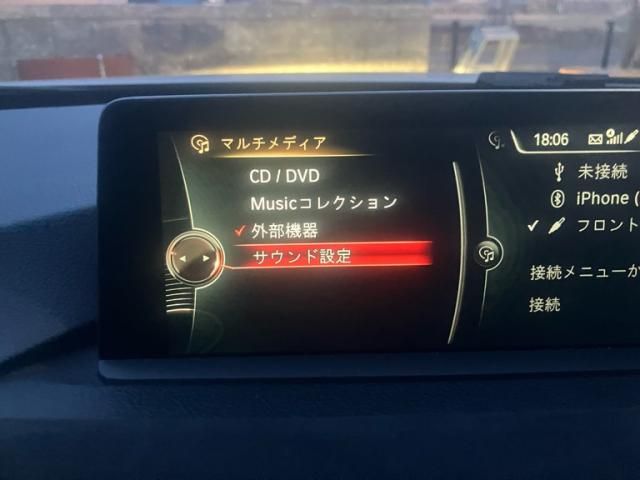 マルチメディア
CD / DVD
Musicコレクション
外部機器
サウンド設定
18:06
未接続
iPhone (
フロント
接続メニューか
接続